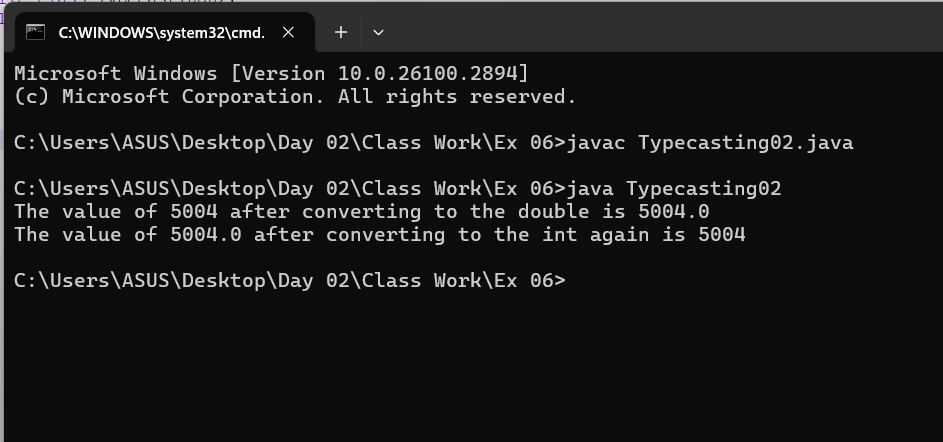 C:\WINDOWS\system32\cmd.
Microsoft Windows [Version 10.0.26100.2894]
(c) Microsoft Corporation. All rights reserved.
C:\Users\ASUS\Desktop\Day 02\Class Work\Ex 06>javac Typecasting02.java
C:\Users\ASUS\Desktop\Day 02\Class Work\Ex 06>java Typecasting02
The value of 5004 after converting to the double is 5004.0
The value of 5004.0 after converting to the int again is 5004
C:\Users\ASUS\Desktop\Day 02\Class Work\Ex 06>